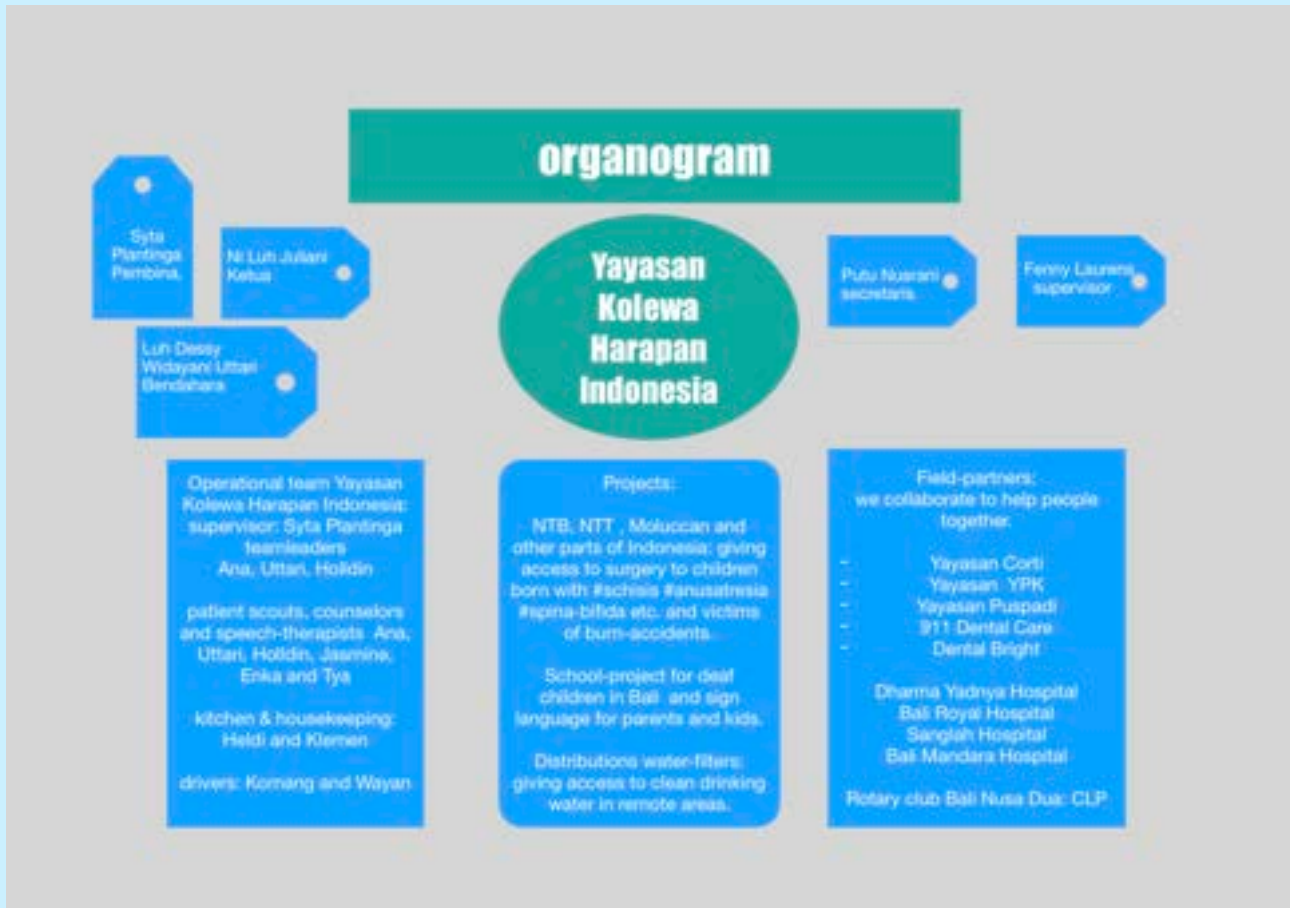 organogram
Syta
Plantinga
Pembina,
Ni Luh Juliani
Ketua
Luh Dessy
Widayani Uttari
Bendahara
Yayasan
Kolewa
Harapan
Indonesia
Putu Nusrani
secretaris
Fenny Laurens
supervisor
Operational team Yayasan
Kolewa Harapan Indonesia:
supervisor: Syta Plantinga
teamleaders
Ana, Uttari, Holidin
patient scouts, counselors
and speech-therapists Ana,
Uttari, Holidin, Jasmine,
Erika and Tya
kitchen & housekeeping:
Heldi and Klemen
drivers: Komang and Wayan
Projects:
NTB, NTT , Moluccan and
other parts of Indonesia: giving
access to surgery to children
born with #schisis #anusatresia
#spina-bifida etc. and victims
of burn-accidents
School-project for deaf
children in Bali and sign
language for parents and kids.
Distributions water-filters:
giving access to clean drinking
water in remote areas.
Field-partners:
we collaborate to help people
together.
- Yayasan Corti
- Yayasan YPK
- Yayasan Puspadi
- 911 Dental Care
- Dental Bright
Dharma Yadnya Hospital
Bali Royal Hospital
Sanglah Hospital
Bali Mandara Hospital
Rotary club Bali Nusa Dua: CLP